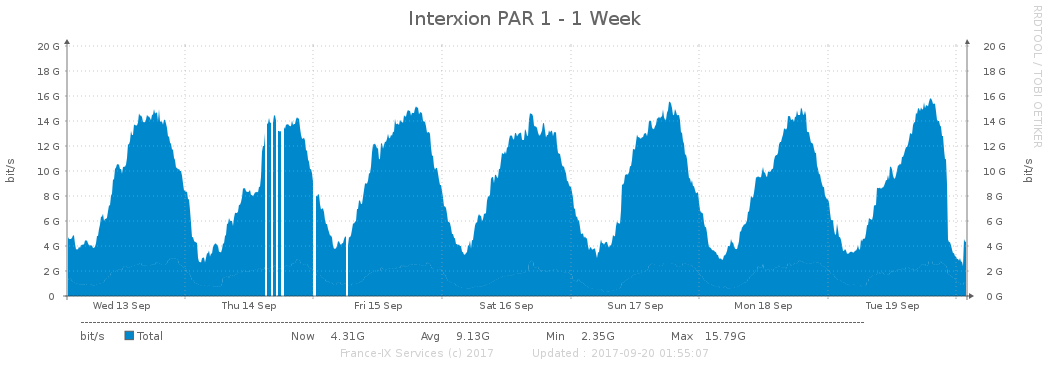 Interxion PAR 1 - 1 Week
RRDTOOL / TOBI OETIKER
20 G 20 G
18 G 18 G
16 G 16 G
14 G 14 G
12 G 12 G
10 G 10 G
8 G 8 G
6 G 6 G
4 G 4 G
2 G 2 G
0 0 G
bit/s
bit/s
Wed 13 Sep Thu 14 Sep Fri 15 Sep Sat 16 Sep Sun 17 Sep Mon 18 Sep Tue 19 Sep
bit/s Total Now 4.31G Avg 9.13G Min 2.35G Max 15.79G
France-IX Services (c) 2017 Updated : 2017-09-20 01:55:07